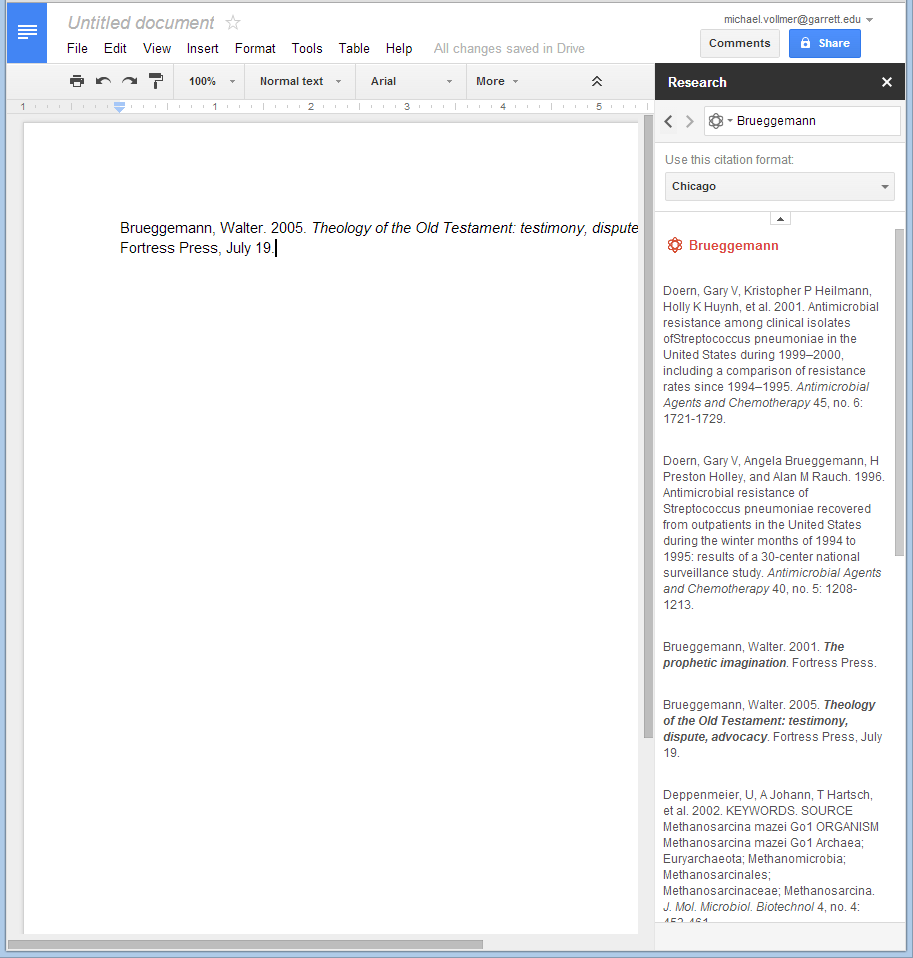 Untitled document
michael.vollmer@garrett.edu
File Edit View Insert Format Tools Table Help All changes saved in Drive
Comments Share
100% Normal text Arial More
1 1 2 3 4 5
Research
Brueggemann
Use this citation format:
Chicago
Brueggemann, Walter. 2005. Theology of the Old Testament: testimony, dispute
Fortress Press, July 19.
Brueggemann
Doern, Gary V, Kristopher P Heilmann,
Holly K Huynh, et al. 2001. Antimicrobial
resistance among clinical isolates
ofStreptococcus pneumoniae in the
United States during 1999–2000,
including a comparison of resistance
rates since 1994–1995. Antimicrobial
Agents and Chemotherapy 45, no. 6:
1721-1729.
Doern, Gary V, Angela Brueggemann, H
Preston Holley, and Alan M Rauch. 1996.
Antimicrobial resistance of
Streptococcus pneumoniae recovered
from outpatients in the United States
during the winter months of 1994 to
1995: results of a 30-center national
surveillance study. Antimicrobial Agents
and Chemotherapy 40, no. 5: 1208-
1213.
Brueggemann, Walter. 2001. The
prophetic imagination. Fortress Press.
Brueggemann, Walter. 2005. Theology
of the Old Testament: testimony,
dispute, advocacy. Fortress Press, July
19.
Deppenmeier, U, A Johann, T Hartsch,
et al. 2002. KEYWORDS. SOURCE
Methanosarcina mazei Go1 ORGANISM
Methanosarcina mazei Go1 Archaea;
Euryarchaeota; Methanomicrobia;
Methanosarcinales;
Methanosarcinaceae; Methanosarcina.
J. Mol. Microbiol. Biotechnol 4, no. 4: